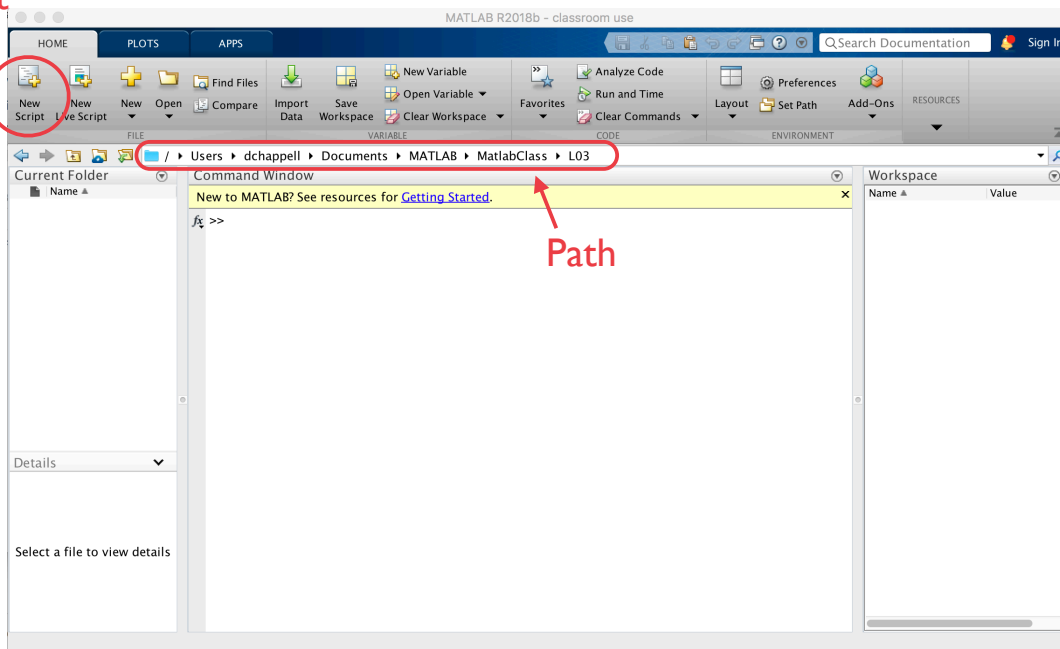 MATLAB R2018b - classroom use
HOME PLOTS APPS Search Documentation Sign In
New Script New Live Script New Open Find Files Compare Import Data Save Workspace New Variable Open Variable Clear Workspace Favorites Analyze Code Run and Time Clear Commands Layout Preferences Set Path Add-Ons RESOURCES
FILE VARIABLE CODE ENVIRONMENT
/ Users dchappell Documents MATLAB MatlabClass L03
Current Folder Command Window Workspace
Name New to MATLAB? See resources for Getting Started. Name Value
fx >>
Path
Details
Select a file to view details